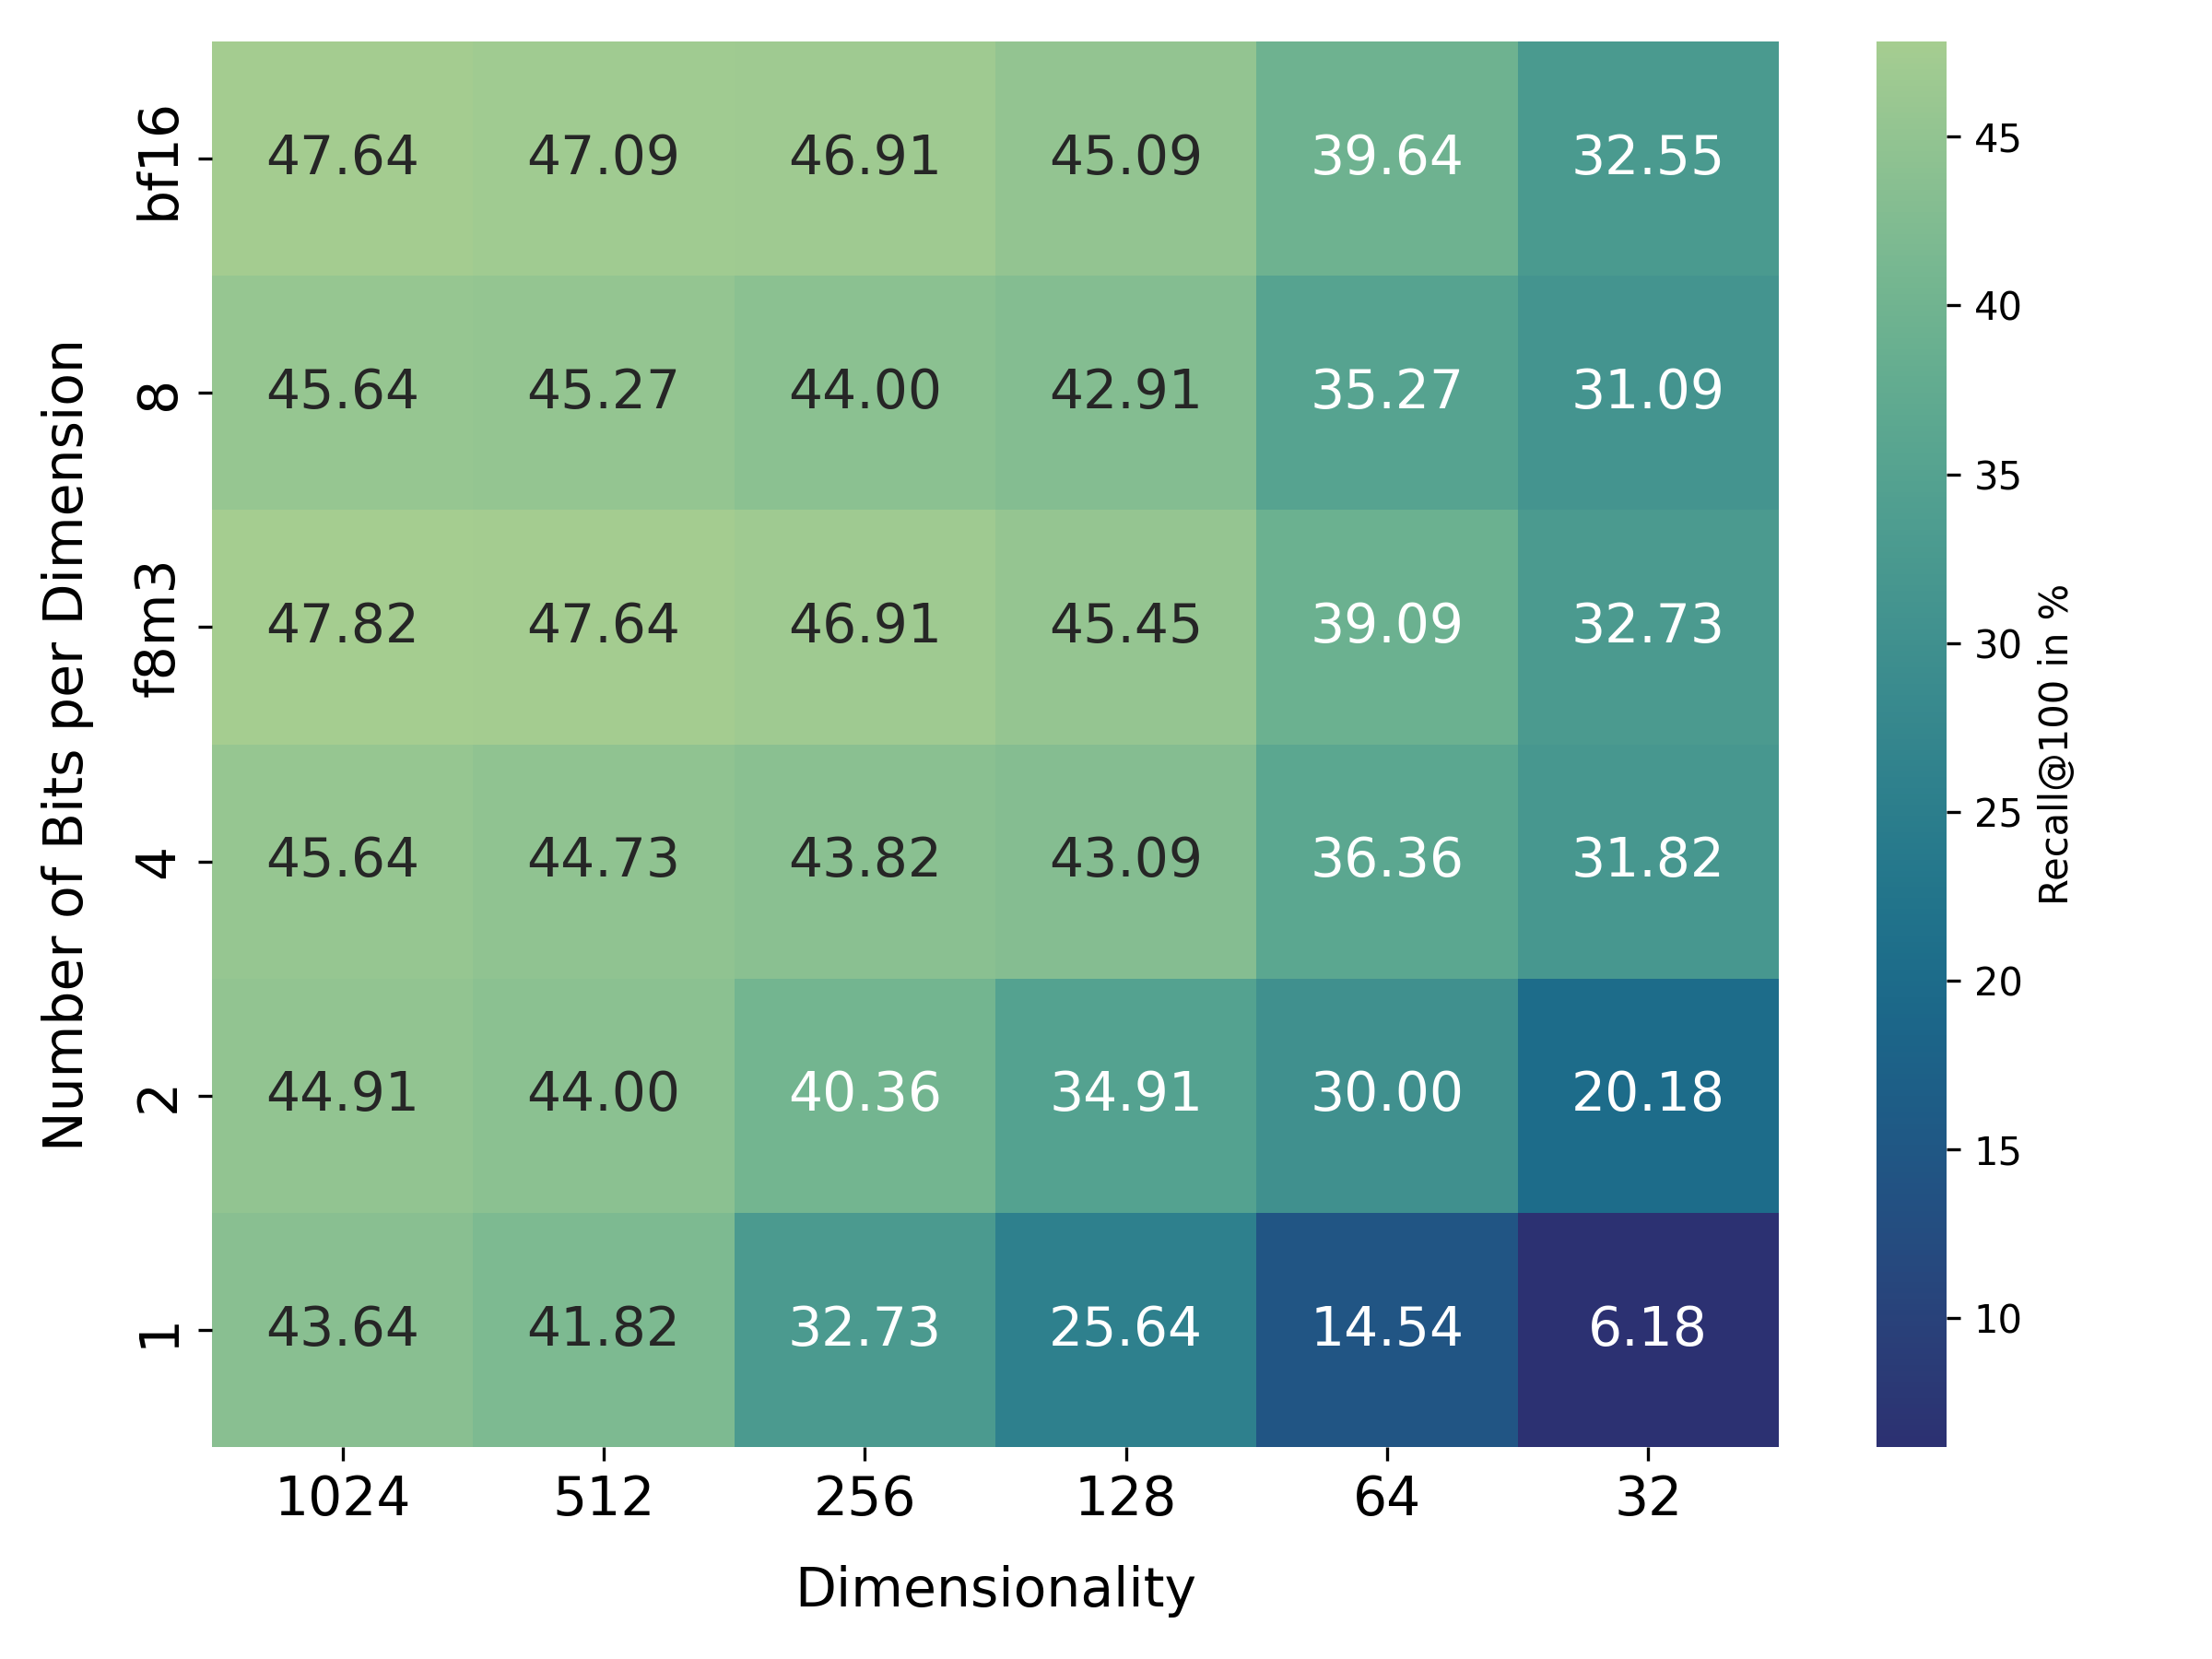 Number of Bits per Dimension
bf16 47.64 47.09 46.91 45.09 39.64 32.55
8 45.64 45.27 44.00 42.91 35.27 31.09
f8m3 47.82 47.64 46.91 45.45 39.09 32.73
4 45.64 44.73 43.82 43.09 36.36 31.82
2 44.91 44.00 40.36 34.91 30.00 20.18
1 43.64 41.82 32.73 25.64 14.54 6.18
1024 512 256 128 64 32
Dimensionality
45
40
35
30
25
20
15
10
Recall@100 in %